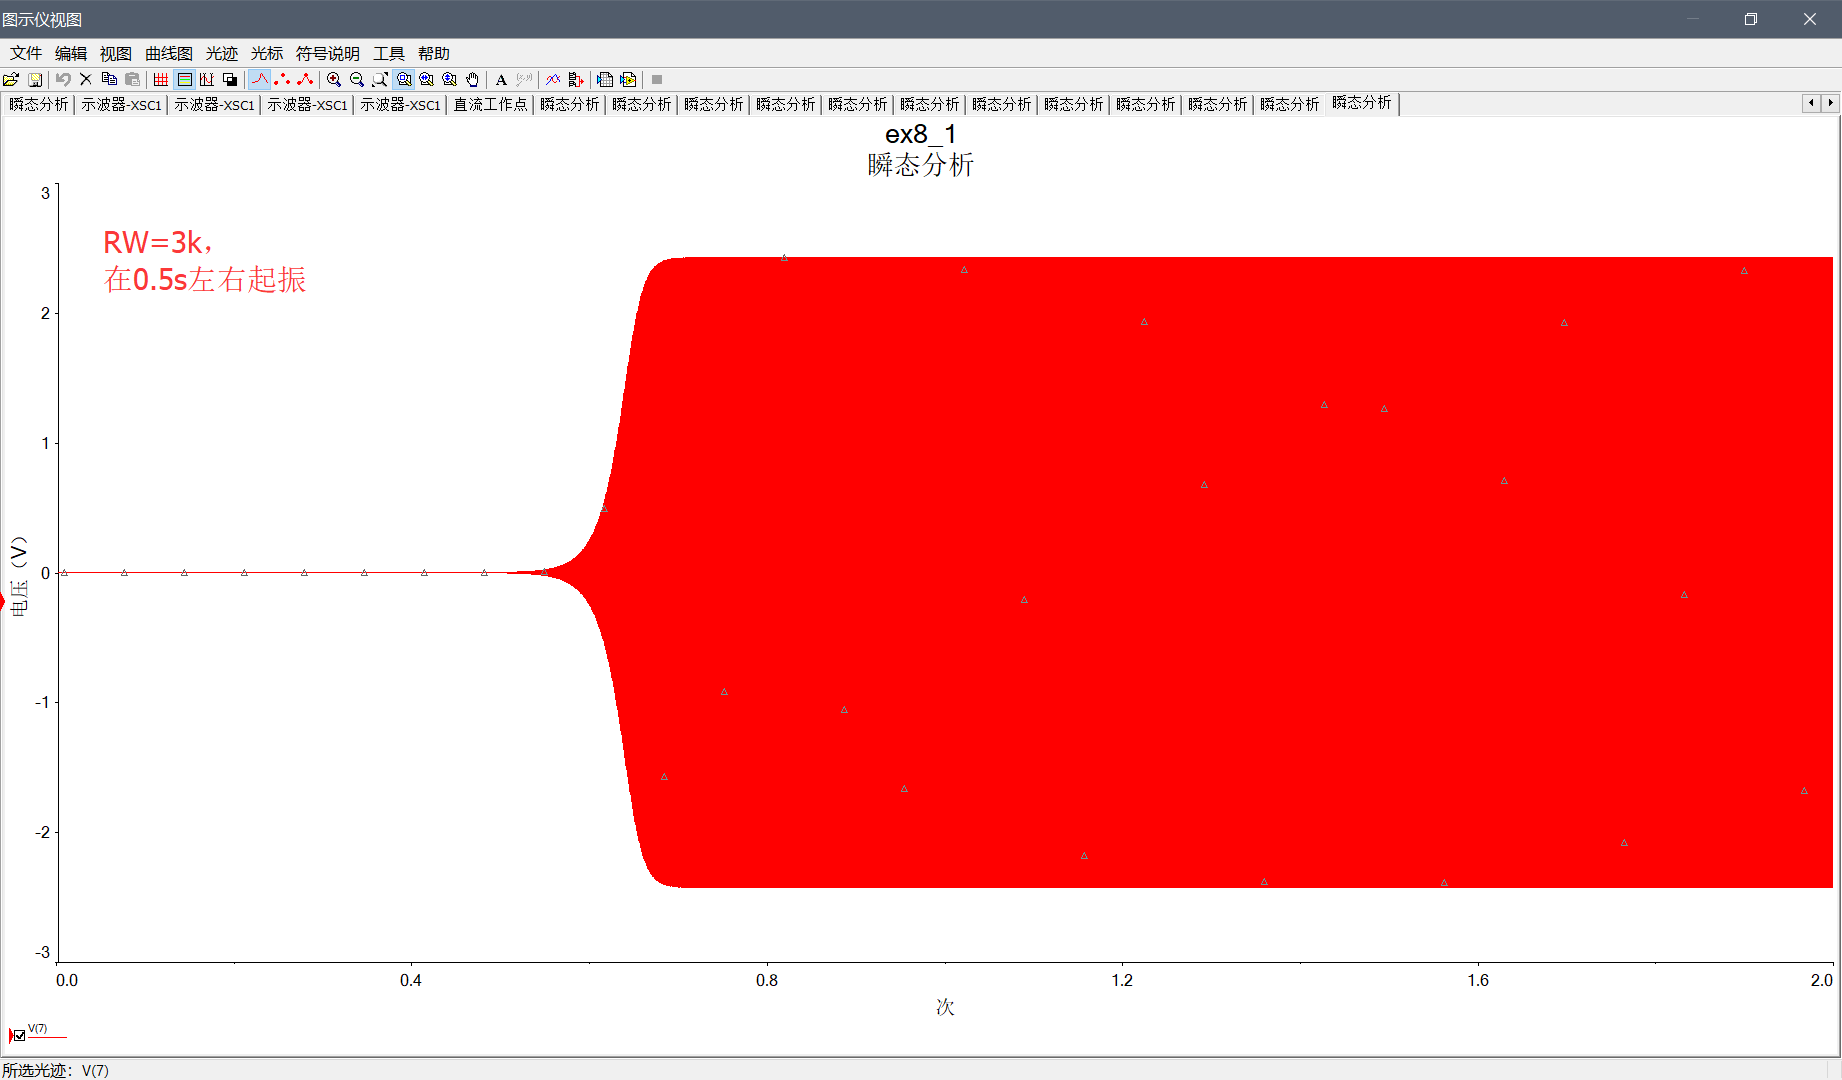 图示仪视图
文件 编辑 视图 曲线图 光迹 光标 符号说明 工具 帮助
瞬态分析 示波器-XSC1 示波器-XSC1 示波器-XSC1 示波器-XSC1 直流工作点 瞬态分析 瞬态分析 瞬态分析 瞬态分析 瞬态分析 瞬态分析 瞬态分析 瞬态分析 瞬态分析 瞬态分析 瞬态分析 瞬态分析
ex8_1
瞬态分析
RW=3k，
在0.5s左右起振
3
2
1
0
-1
-2
-3
电压（V）
0.0 0.4 0.8 1.2 1.6 2.0
次
V(7)
所选光迹：V(7)